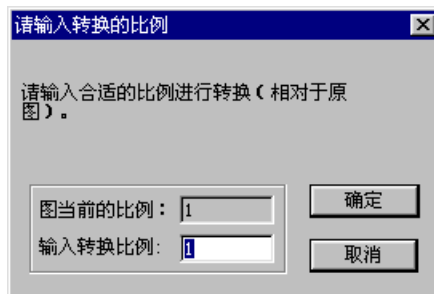 请输入转换的比例
请输入合适的比例进行转换（相对于原
图）。
图当前的比例： 1
确定
输入转换比例: 1
取消